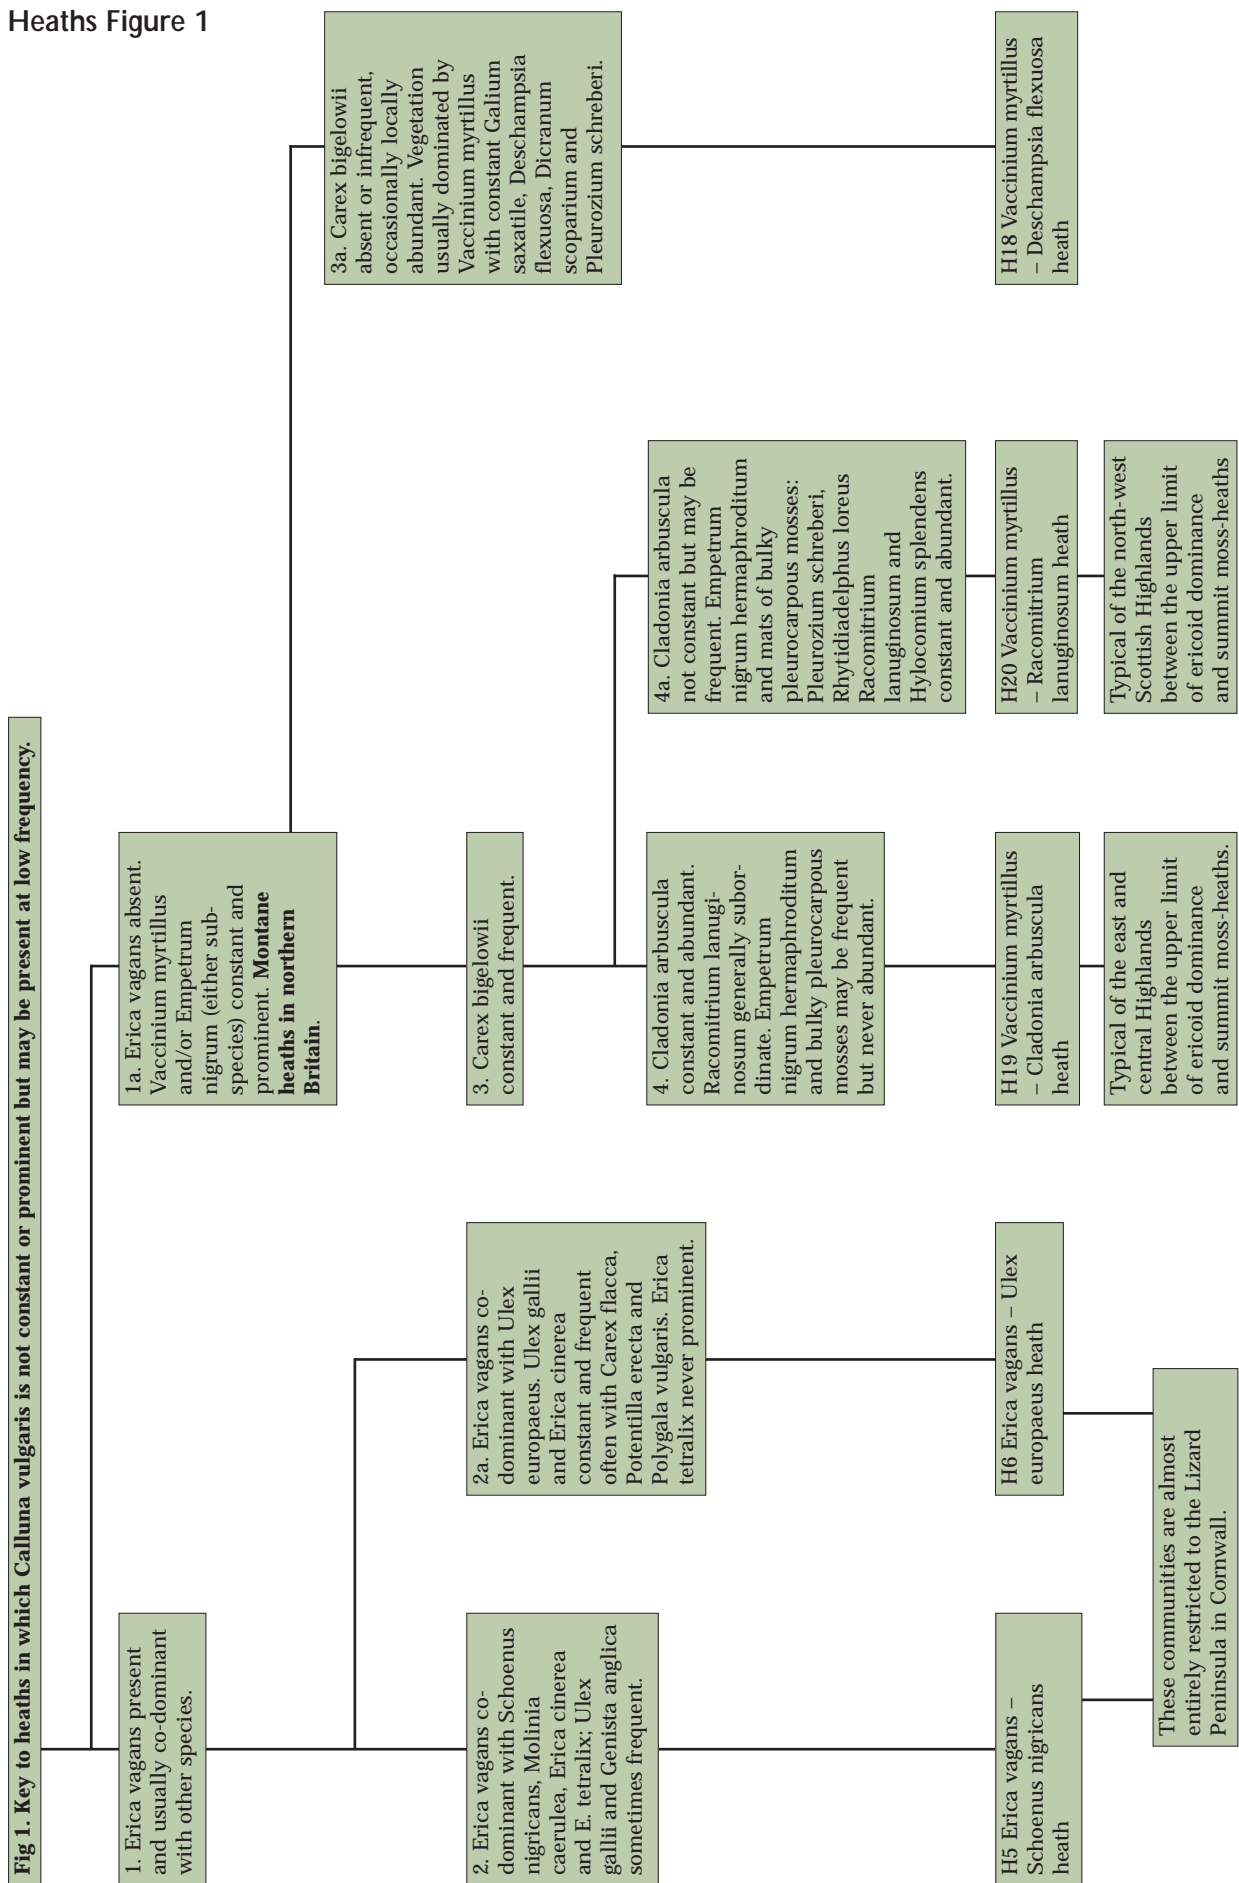 Heaths Figure 1
Fig 1. Key to heaths in which Calluna vulgaris is not constant or prominent but may be present at low frequency.
1. Erica vagans present
and usually co-dominant
with other species.
1a. Erica vagans absent.
Vaccinium myrtillus
and/or Empetrum
nigrum (either sub-
species) constant and
prominent. Montane
heaths in northern
Britain.
2. Erica vagans co-
dominant with Schoenus
nigricans, Molinia
caerulea, Erica cinerea
and E. tetralix; Ulex
gallii and Genista anglica
sometimes frequent.
2a. Erica vagans co-
dominant with Ulex
europaeus. Ulex gallii
and Erica cinerea
constant and frequent
often with Carex flacca,
Potentilla erecta and
Polygala vulgaris. Erica
tetralix never prominent.
3. Carex bigelowii
constant and frequent.
3a. Carex bigelowii
absent or infrequent,
occasionally locally
abundant. Vegetation
usually dominated by
Vaccinium myrtillus
with constant Galium
saxatile, Deschampsia
flexuosa, Dicranum
scoparium and
Pleurozium schreberi.
4. Cladonia arbuscula
constant and abundant.
Racomitrium lanugi-
nosum generally subor-
dinate. Empetrum
nigrum hermaphroditum
and bulky pleurocarpous
mosses may be frequent
but never abundant.
4a. Cladonia arbuscula
not constant but may be
frequent. Empetrum
nigrum hermaphroditum
and mats of bulky
pleurocarpous mosses:
Pleurozium schreberi,
Rhytidiadelphus loreus
Racomitrium
lanuginosum and
Hylocomium splendens
constant and abundant.
H5 Erica vagans –
Schoenus nigricans
heath
H6 Erica vagans – Ulex
europaeus heath
H19 Vaccinium myrtillus
– Cladonia arbuscula
heath
H20 Vaccinium myrtillus
– Racomitrium
lanuginosum heath
H18 Vaccinium myrtillus
– Deschampsia flexuosa
heath
These communities are almost
entirely restricted to the Lizard
Peninsula in Cornwall.
Typical of the east and
central Highlands
between the upper limit
of ericoid dominance
and summit moss-heaths.
Typical of the north-west
Scottish Highlands
between the upper limit
of ericoid dominance
and summit moss-heaths